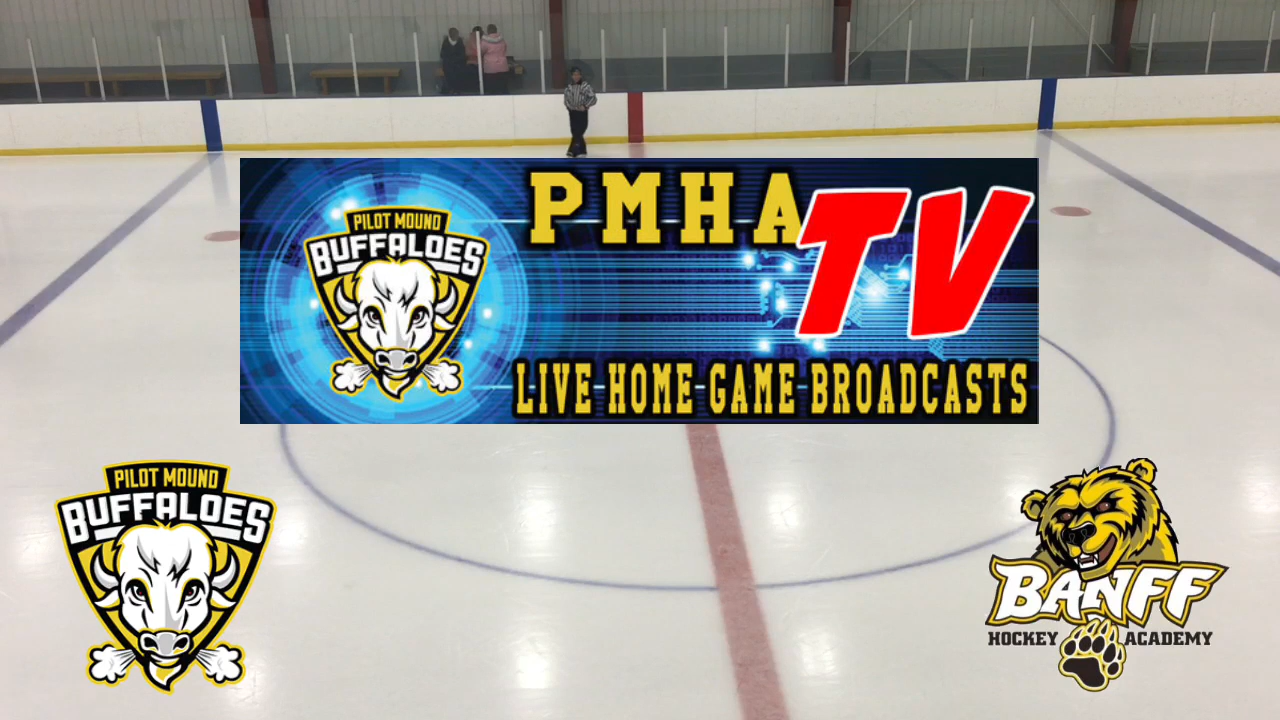 PILOT MOUND
BUFFALOES
PMHA
TV
LIVE HOME GAME BROADCASTS
PILOT MOUND
BUFFALOES
BANFF
HOCKEY ACADEMY